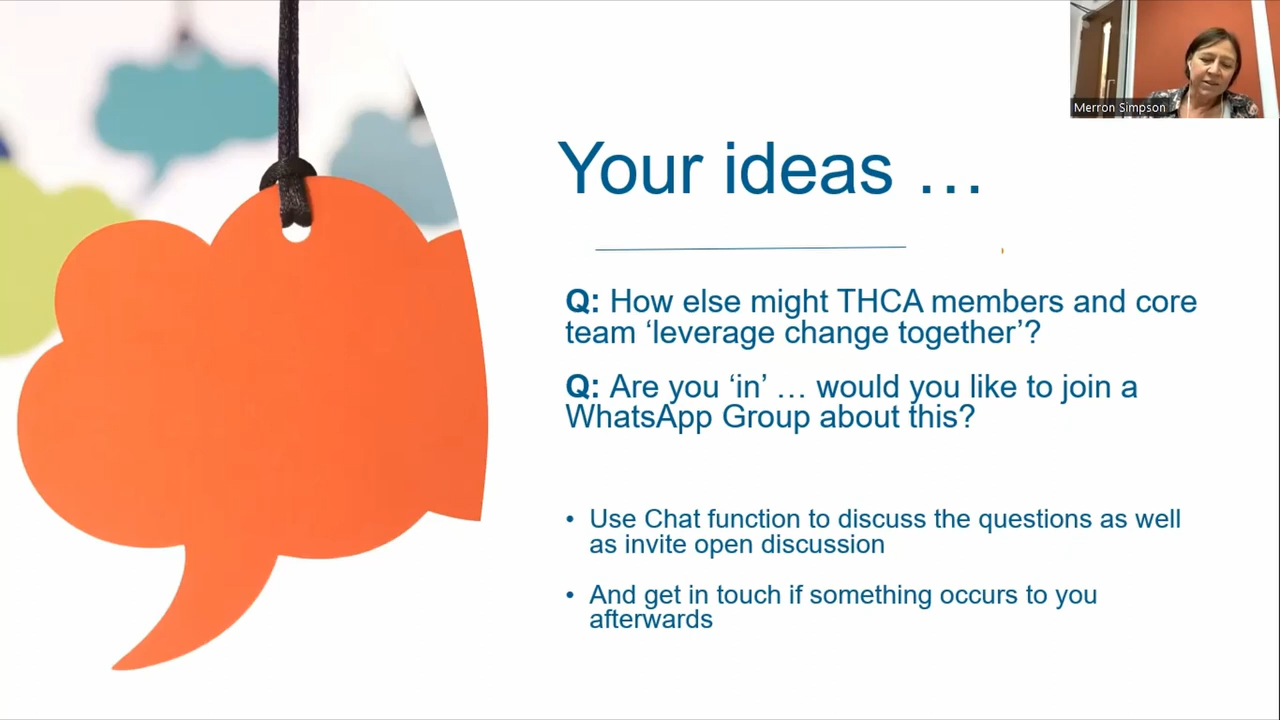 Merron Simpson
Your ideas …
Q: How else might THCA members and core
team ‘leverage change together’?
Q: Are you ‘in’ … would you like to join a
WhatsApp Group about this?
• Use Chat function to discuss the questions as well
as invite open discussion
• And get in touch if something occurs to you
afterwards